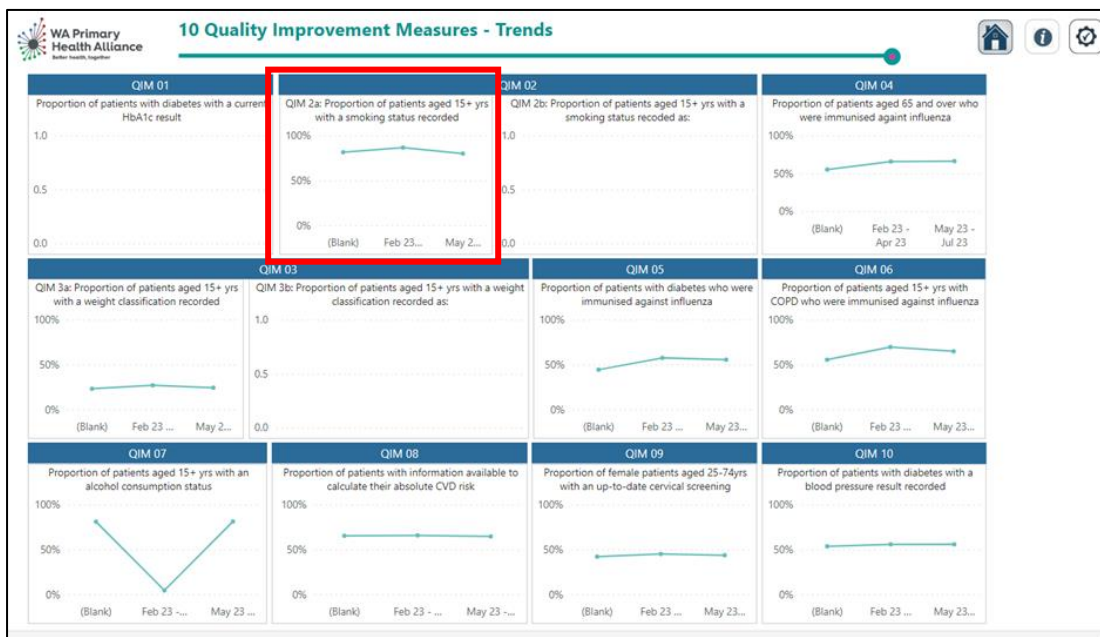 WA Primary
Health Alliance
Better health, together
10 Quality Improvement Measures - Trends
QIM 01
Proportion of patients with diabetes with a current
HbA1c result
1.0
0.5
0.0
QIM 02
QIM 2a: Proportion of patients aged 15+ yrs
with a smoking status recorded
100%
50%
0%
(Blank) Feb 23... May 2...
QIM 2b: Proportion of patients aged 15+ yrs with a
smoking status recoded as:
1.0
0.5
0.0
QIM 04
Proportion of patients aged 65 and over who
were immunised againt influenza
100%
50%
0%
(Blank) Feb 23 - May 23 -
Apr 23 Jul 23
QIM 03
QIM 3a: Proportion of patients aged 15+ yrs
with a weight classification recorded
100%
50%
0%
(Blank) Feb 23 ... May 2...
QIM 3b: Proportion of patients aged 15+ yrs with a weight
classification recorded as:
1.0
0.5
0.0
QIM 05
Proportion of patients with diabetes who were
immunised against influenza
100%
50%
0%
(Blank) Feb 23 ... May 23...
QIM 06
Proportion of patients aged 15+ yrs with
COPD who were immunised against influenza
100%
50%
0%
(Blank) Feb 23 ... May 23...
QIM 07
Proportion of patients aged 15+ yrs with an
alcohol consumption status
100%
50%
0%
(Blank) Feb 23 -... May 23 ...
QIM 08
Proportion of patients with information available to
calculate their absolute CVD risk
100%
50%
0%
(Blank) Feb 23 - ... May 23 -...
QIM 09
Proportion of female patients aged 25-74yrs
with an up-to-date cervical screening
100%
50%
0%
(Blank) Feb 23 ... May 23...
QIM 10
Proportion of patients with diabetes with a
blood pressure result recorded
100%
50%
0%
(Blank) Feb 23 ... May 23...